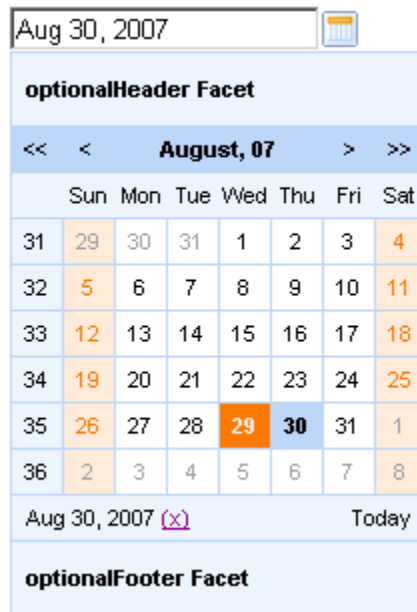 Aug 30, 2007
optionalHeader Facet
<< < August, 07 > >>
Sun Mon Tue Wed Thu Fri Sat
31 29 30 31 1 2 3 4
32 5 6 7 8 9 10 11
33 12 13 14 15 16 17 18
34 19 20 21 22 23 24 25
35 26 27 28 29 30 31 1
36 2 3 4 5 6 7 8
Aug 30, 2007 (x) Today
optionalFooter Facet